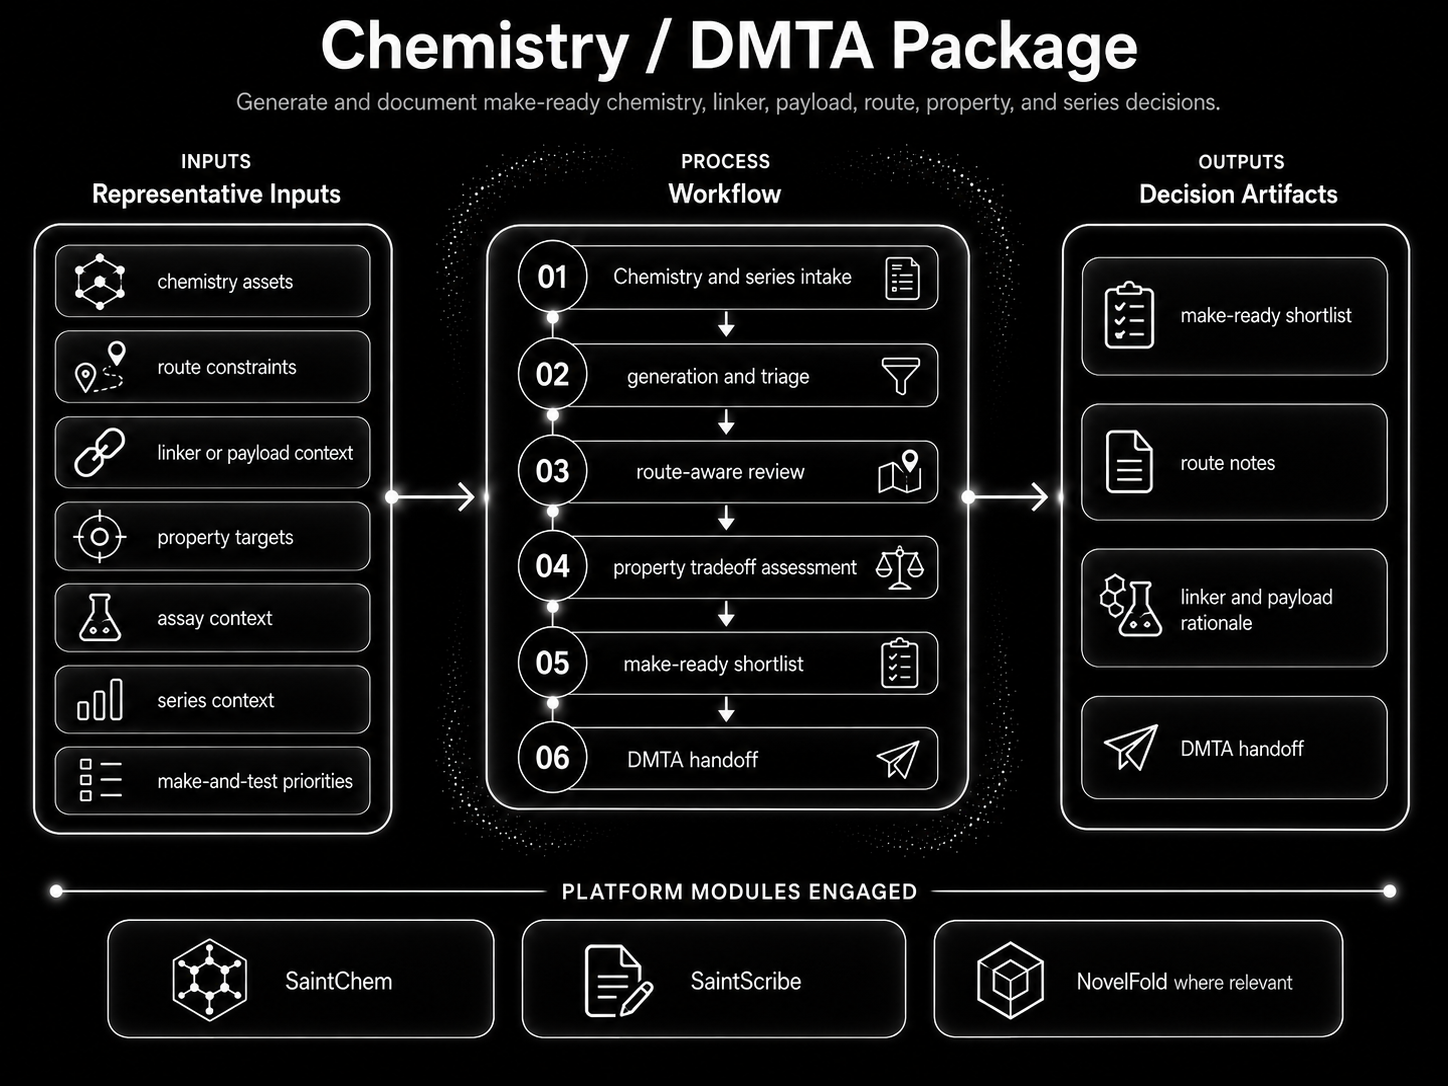 Chemistry / DMTA Package
Generate and document make-ready chemistry, linker, payload, route, property, and series decisions.
INPUTS
Representative Inputs
chemistry assets
route constraints
linker or payload context
property targets
assay context
series context
make-and-test priorities
PROCESS
Workflow
01 Chemistry and series intake
02 generation and triage
03 route-aware review
04 property tradeoff assessment
05 make-ready shortlist
06 DMTA handoff
OUTPUTS
Decision Artifacts
make-ready shortlist
route notes
linker and payload
rationale
DMTA handoff
PLATFORM MODULES ENGAGED
SaintChem
SaintScribe
NovelFold where relevant